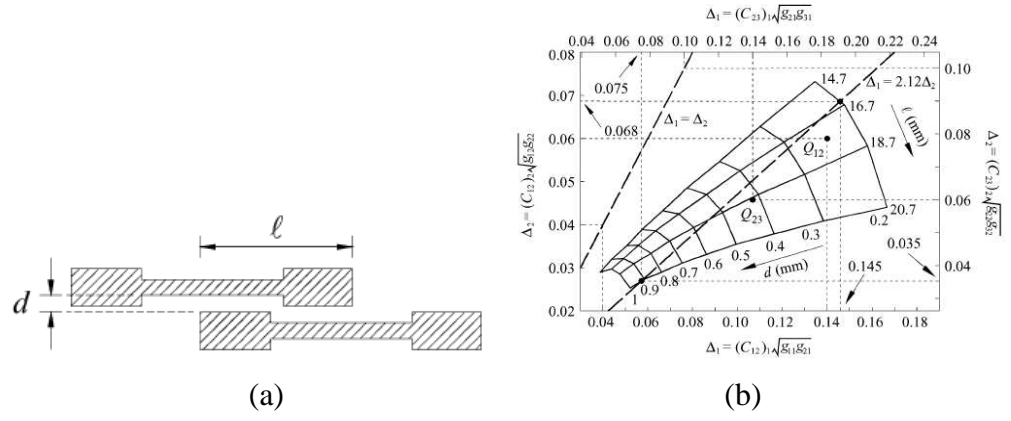 ℓ
d
(a)
Δ₁ = (C₂₃)₁√g₂₁g₃₁
0.04 0.06 0.08 0.10 0.12 0.14 0.16 0.18 0.20 0.22 0.24
0.08
0.07
0.06
0.05
0.04
0.03
0.02
Δ₂ = (C₁₂)₂√g₁₂g₂₂
0.075
0.068
Δ₁ = Δ₂
14.7
Δ₁ = 2.12Δ₂
16.7
ℓ (mm)
18.7
20.7
Q₁₂
Q₂₃
0.2
0.3
0.4
0.5
0.6
0.7
0.8
0.9
1
d (mm)
0.035
0.145
0.10
0.08
0.06
0.04
Δ₂ = (C₂₃)₂√g₂₂g₃₂
0.04 0.06 0.08 0.10 0.12 0.14 0.16 0.18
Δ₁ = (C₁₂)₁√g₁₁g₂₁
(b)